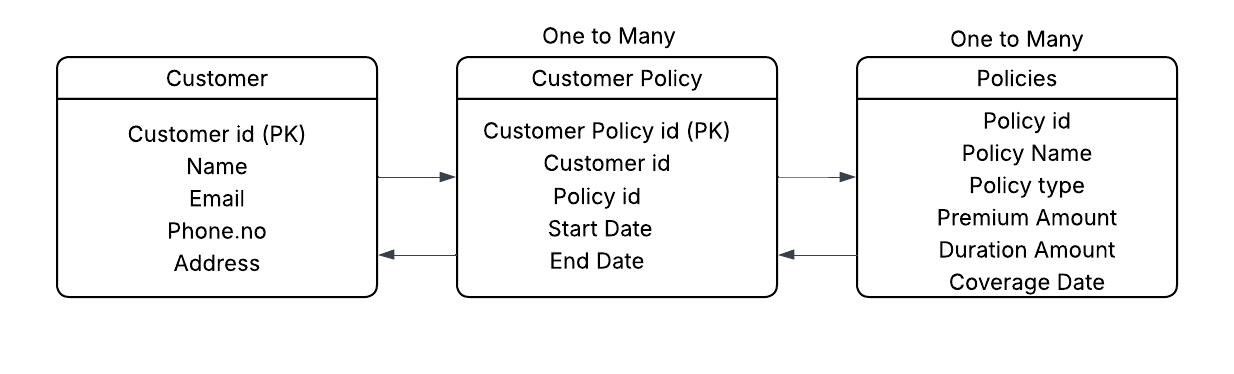 One to Many
One to Many
Customer
Customer id (PK)
Name
Email
Phone.no
Address
Customer Policy
Customer Policy id (PK)
Customer id
Policy id
Start Date
End Date
Policies
Policy id
Policy Name
Policy type
Premium Amount
Duration Amount
Coverage Date